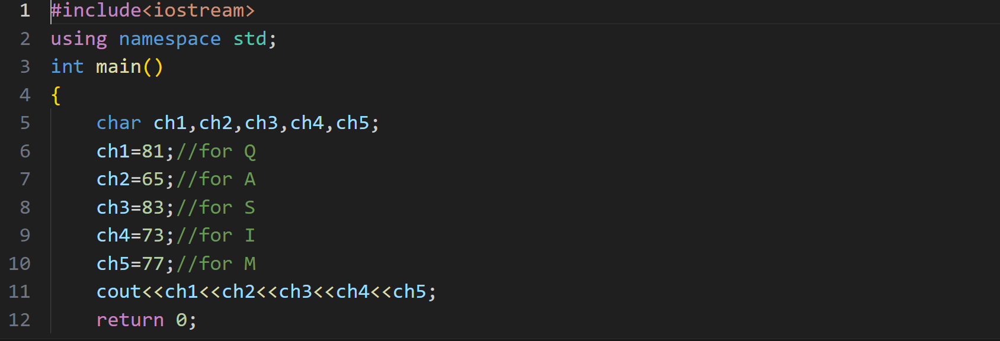 1 #include<iostream>
2 using namespace std;
3 int main()
4 {
5     char ch1,ch2,ch3,ch4,ch5;
6     ch1=81;//for Q
7     ch2=65;//for A
8     ch3=83;//for S
9     ch4=73;//for I
10     ch5=77;//for M
11     cout<<ch1<<ch2<<ch3<<ch4<<ch5;
12     return 0;